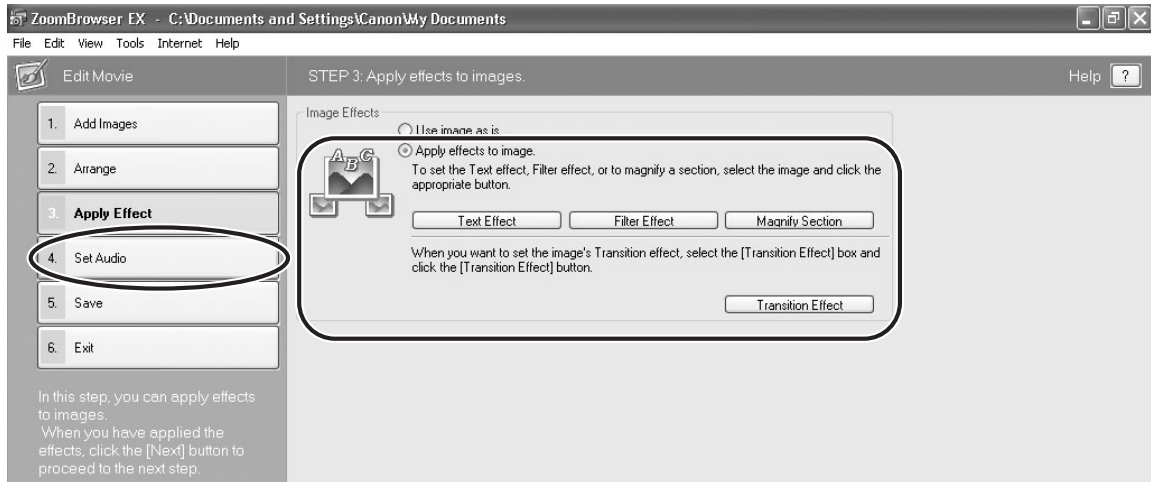 ZoomBrowser EX - C:\Documents and Settings\Canon\My Documents
File Edit View Tools Internet Help
Edit Movie
STEP 3: Apply effects to images.
Help ?
1. Add Images
2. Arrange
3. Apply Effect
4. Set Audio
5. Save
6. Exit
In this step, you can apply effects
to images.
When you have applied the
effects, click the [Next] button to
proceed to the next step.
Image Effects
Use image as is
ABC
Apply effects to image.
To set the Text effect, Filter effect, or to magnify a section, select the image and click the
appropriate button.
Text Effect Filter Effect Magnify Section
When you want to set the image's Transition effect, select the [Transition Effect] box and
click the [Transition Effect] button.
Transition Effect